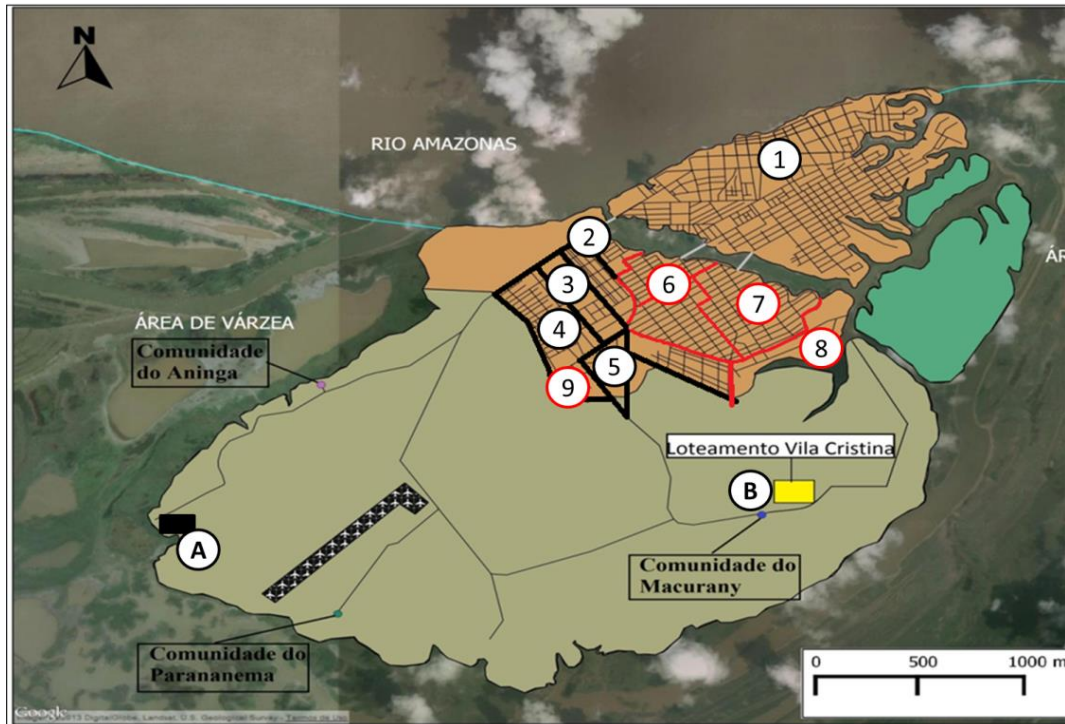 N
RIO AMAZONAS
1
2
3
6
ÁR
7
ÁREA DE VÁRZEA
4
Comunidade
do Aninga
8
5
9
Loteamento Vila Cristina
B
A
Comunidade do
Macurany
Comunidade do
Parananema
0 500 1000 m
Google